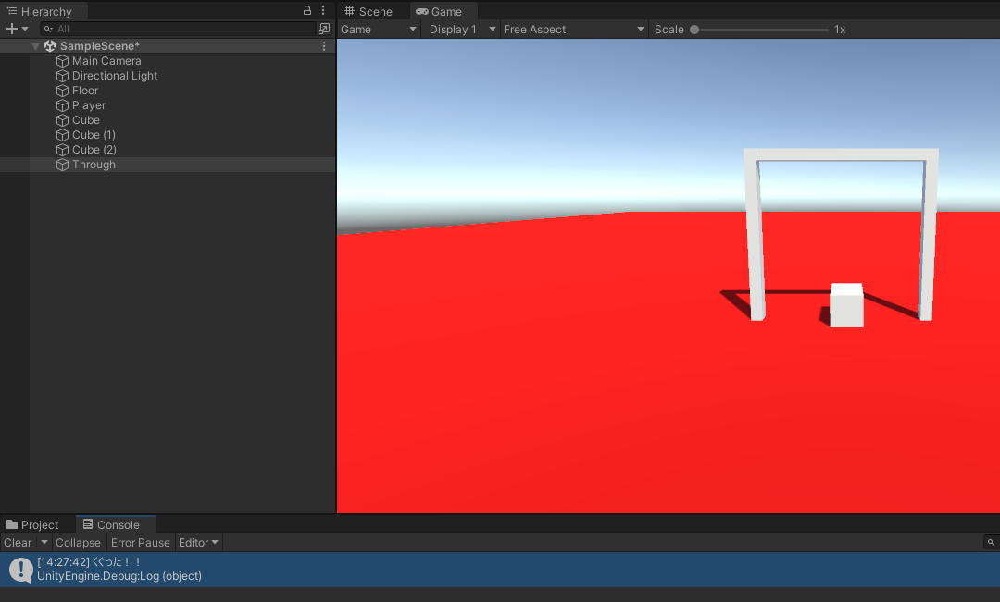 Hierarchy
All
SampleScene*
Main Camera
Directional Light
Floor
Player
Cube
Cube (1)
Cube (2)
Through
Scene Game
Game Display 1 Free Aspect Scale 1x
Project Console
Clear Collapse Error Pause Editor
[14:27:42] くぐった！！
UnityEngine.Debug:Log (object)